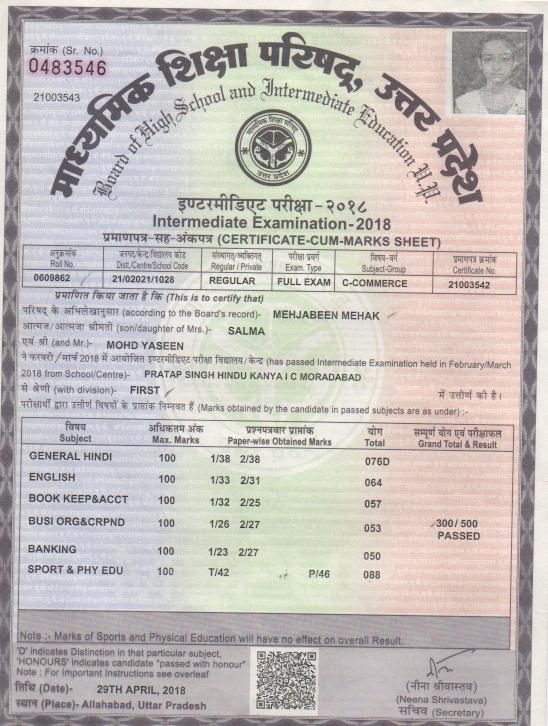 क्रमांक (Sr. No.)
0483546
21003543
माध्यमिक शिक्षा परिषद, उत्तर प्रदेश
Board of High School and Intermediate Education U.P.
माध्यमिक शिक्षा परिषद
उत्तर प्रदेश
इण्टरमीडिएट परीक्षा-२०१८
Intermediate Examination-2018
प्रमाणपत्र-सह-अंकपत्र (CERTIFICATE-CUM-MARKS SHEET)
अनुक्रमांक जनपद/केन्द्र/विद्यालय कोड संस्थागत/व्यक्तिगत परीक्षा प्रवर्ग विषय-वर्ग प्रमाणपत्र क्रमांक
Roll No. Dist./Centre/School Code Regular / Private Exam. Type Subject-Group Certificate No.
0609862 21/02021/1028 REGULAR FULL EXAM C-COMMERCE 21003542
प्रमाणित किया जाता है कि (This is to certify that)
परिषद के अभिलेखानुसार (according to the Board's record)- MEHJABEEN MEHAK
आत्मज/आत्मजा श्रीमती (son/daughter of Mrs.)- SALMA
एवं श्री (and Mr.)- MOHD YASEEN
ने फरवरी/मार्च 2018 में आयोजित इण्टरमीडिएट परीक्षा विद्यालय/केन्द्र (has passed Intermediate Examination held in February/March
2018 from School/Centre)- PRATAP SINGH HINDU KANYA I C MORADABAD
से श्रेणी (with division)- FIRST में उत्तीर्ण की है।
परीक्षार्थी द्वारा उत्तीर्ण विषयों के प्राप्तांक निम्नवत हैं (Marks obtained by the candidate in passed subjects are as under) :-
विषय अधिकतम अंक प्रश्नपत्रवार प्राप्तांक योग सम्पूर्ण योग एवं परीक्षाफल
Subject Max. Marks Paper-wise Obtained Marks Total Grand Total & Result
GENERAL HINDI 100 1/38 2/38 076D
ENGLISH 100 1/33 2/31 064
BOOK KEEP&ACCT 100 1/32 2/25 057
BUSI ORG&CRPND 100 1/26 2/27 053 300/500
PASSED
BANKING 100 1/23 2/27 050
SPORT & PHY EDU 100 T/42 P/46 088
Note :- Marks of Sports and Physical Education will have no effect on overall Result.
'D' indicates Distinction in that particular subject,
'HONOURS' indicates candidate "passed with honour"
Note : For Important Instructions see overleaf
तिथि (Date)- 29TH APRIL, 2018
स्थान (Place)- Allahabad, Uttar Pradesh
(नीना श्रीवास्तव)
(Neena Shrivastava)
सचिव (Secretary)